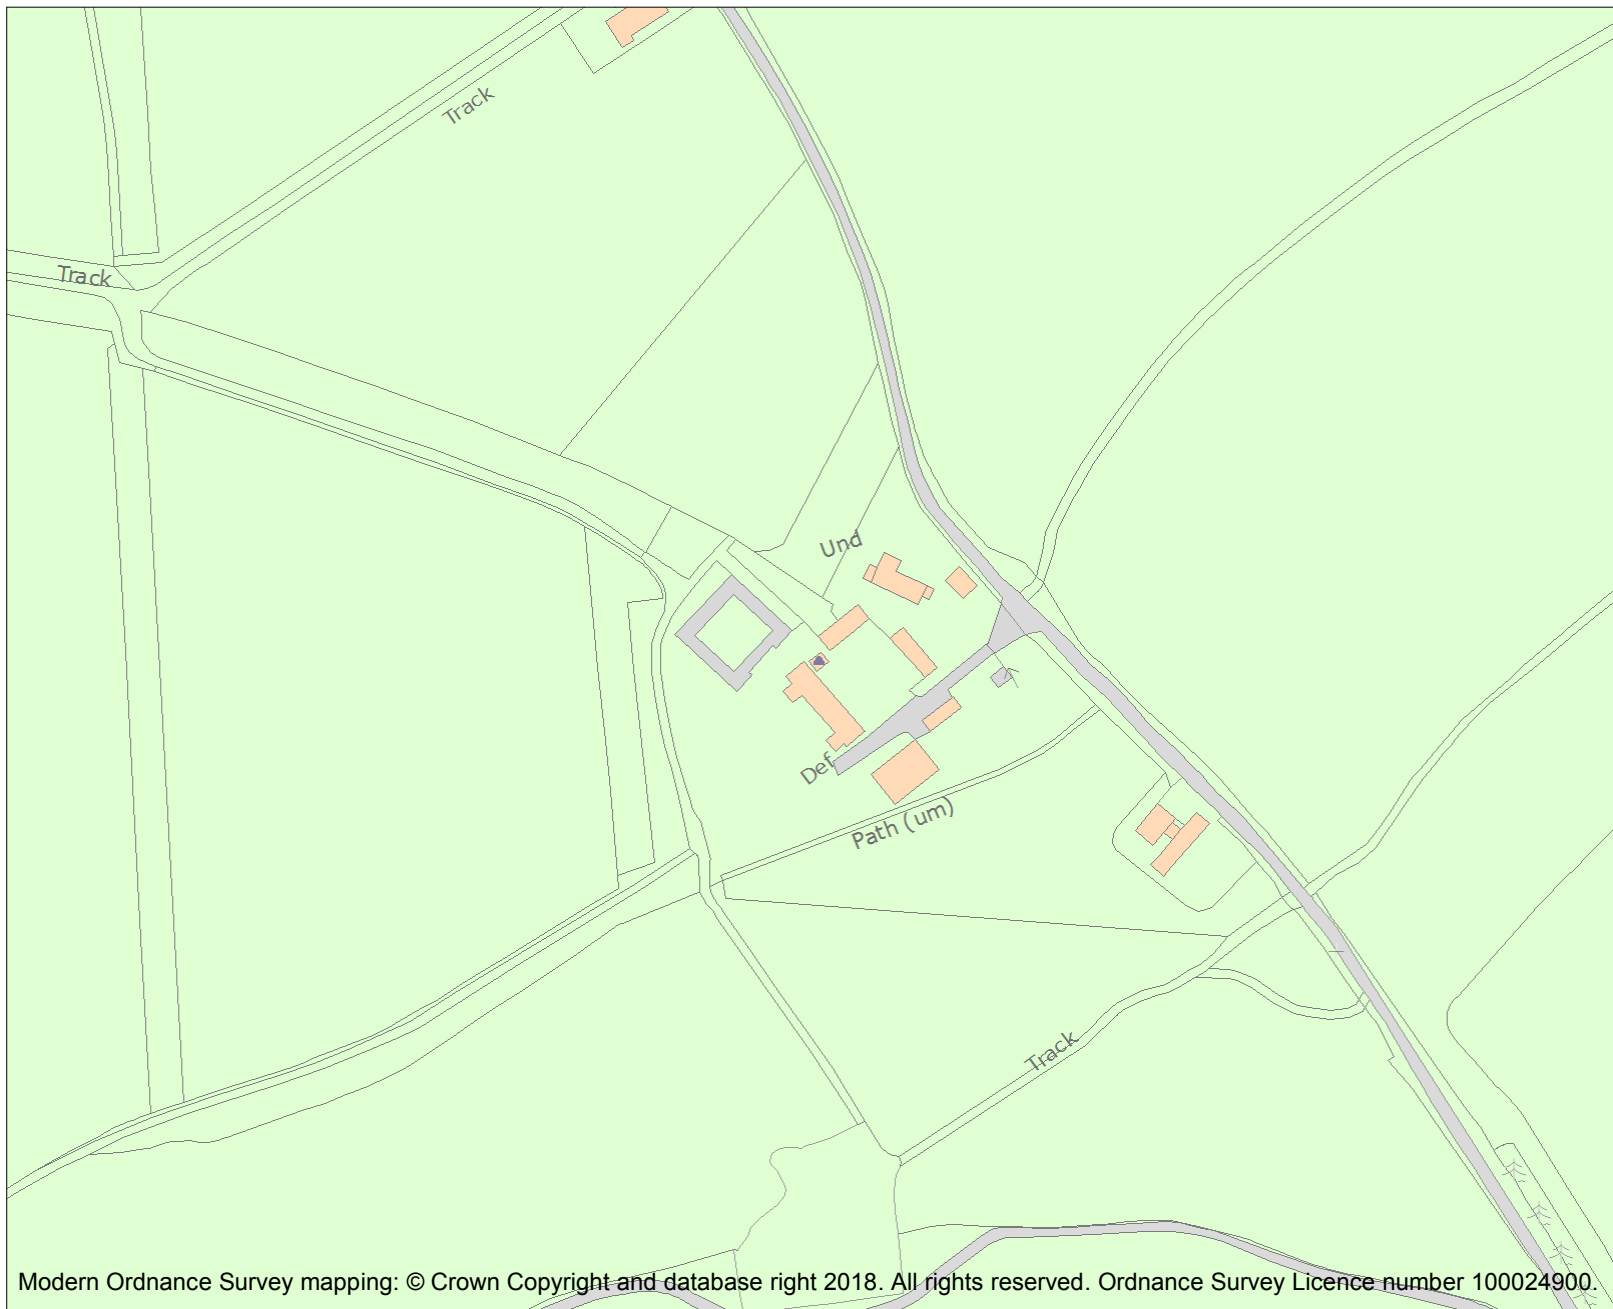 Track
Track
Und
Def
Path (um)
Track
Modern Ordnance Survey mapping: © Crown Copyright and database right 2018. All rights reserved. Ordnance Survey Licence number 100024900.